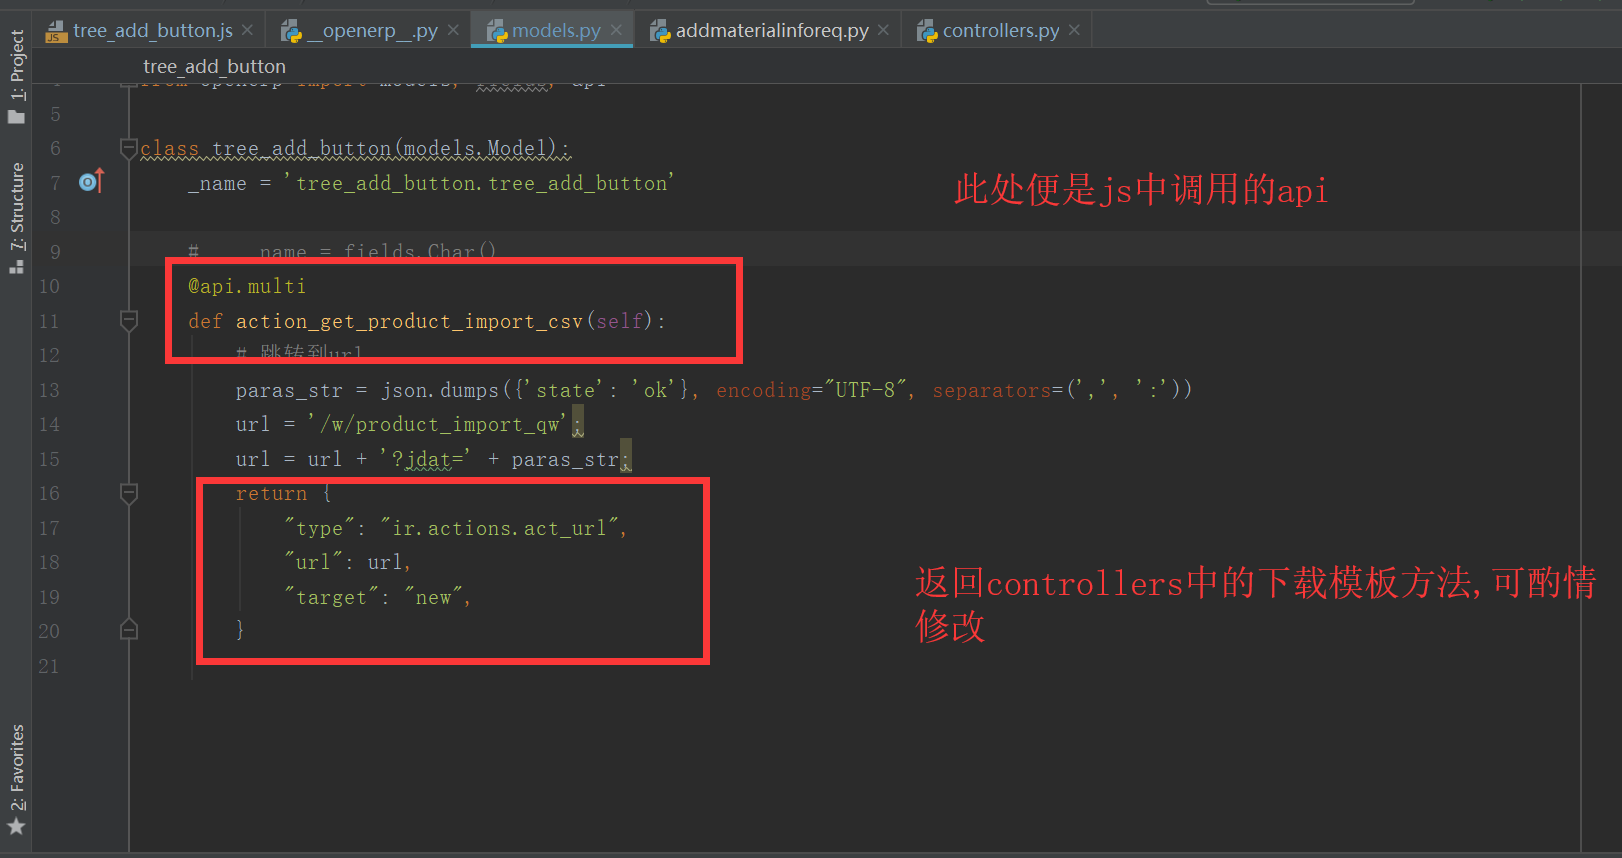 tree_add_button.js
__openerp__.py
models.py
addmaterialinforeq.py
controllers.py
1: Project
7: Structure
2: Favorites
tree_add_button
from openerp import models, fields, api
5
6 class tree_add_button(models.Model):
7 _name = 'tree_add_button.tree_add_button'
此处便是js中调用的api
8
9 # name = fields.Char()
10 @api.multi
11 def action_get_product_import_csv(self):
12 # 跳转到url
13 paras_str = json.dumps({'state': 'ok'}, encoding="UTF-8", separators=(',', ':'))
14 url = '/w/product_import_qw';
15 url = url + '?jdat=' + paras_str;
16 return {
17 "type": "ir.actions.act_url",
18 "url": url,
19 "target": "new",
20 }
21
返回controllers中的下载模板方法,可酌情
修改